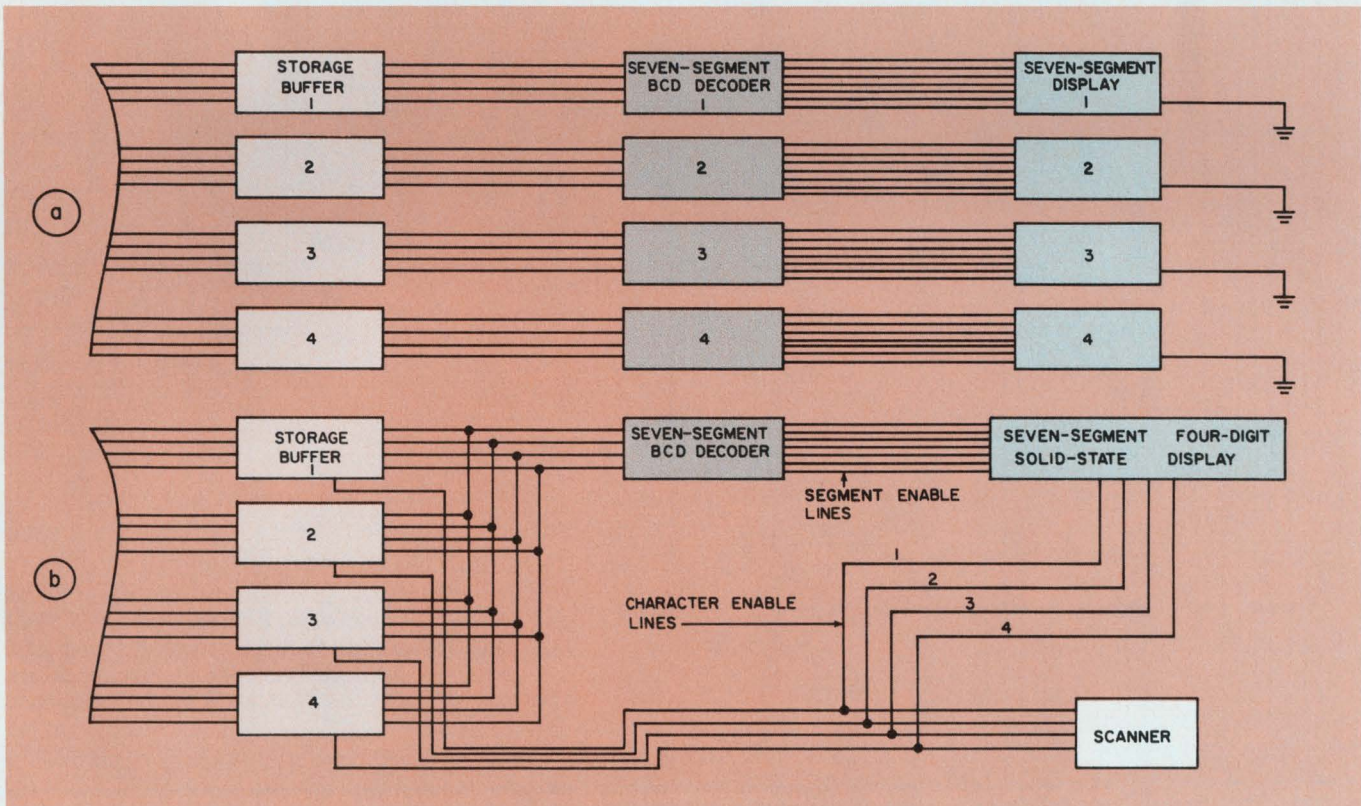 a
STORAGE
BUFFER
1
SEVEN-SEGMENT
BCD DECODER
1
SEVEN-SEGMENT
DISPLAY
1
2
2
2
3
3
3
4
4
4
b
STORAGE
BUFFER
1
SEVEN-SEGMENT
BCD DECODER
SEVEN-SEGMENT FOUR-DIGIT
SOLID-STATE DISPLAY
SEGMENT ENABLE
LINES
2
3
4
1
2
3
4
CHARACTER ENABLE
LINES
SCANNER